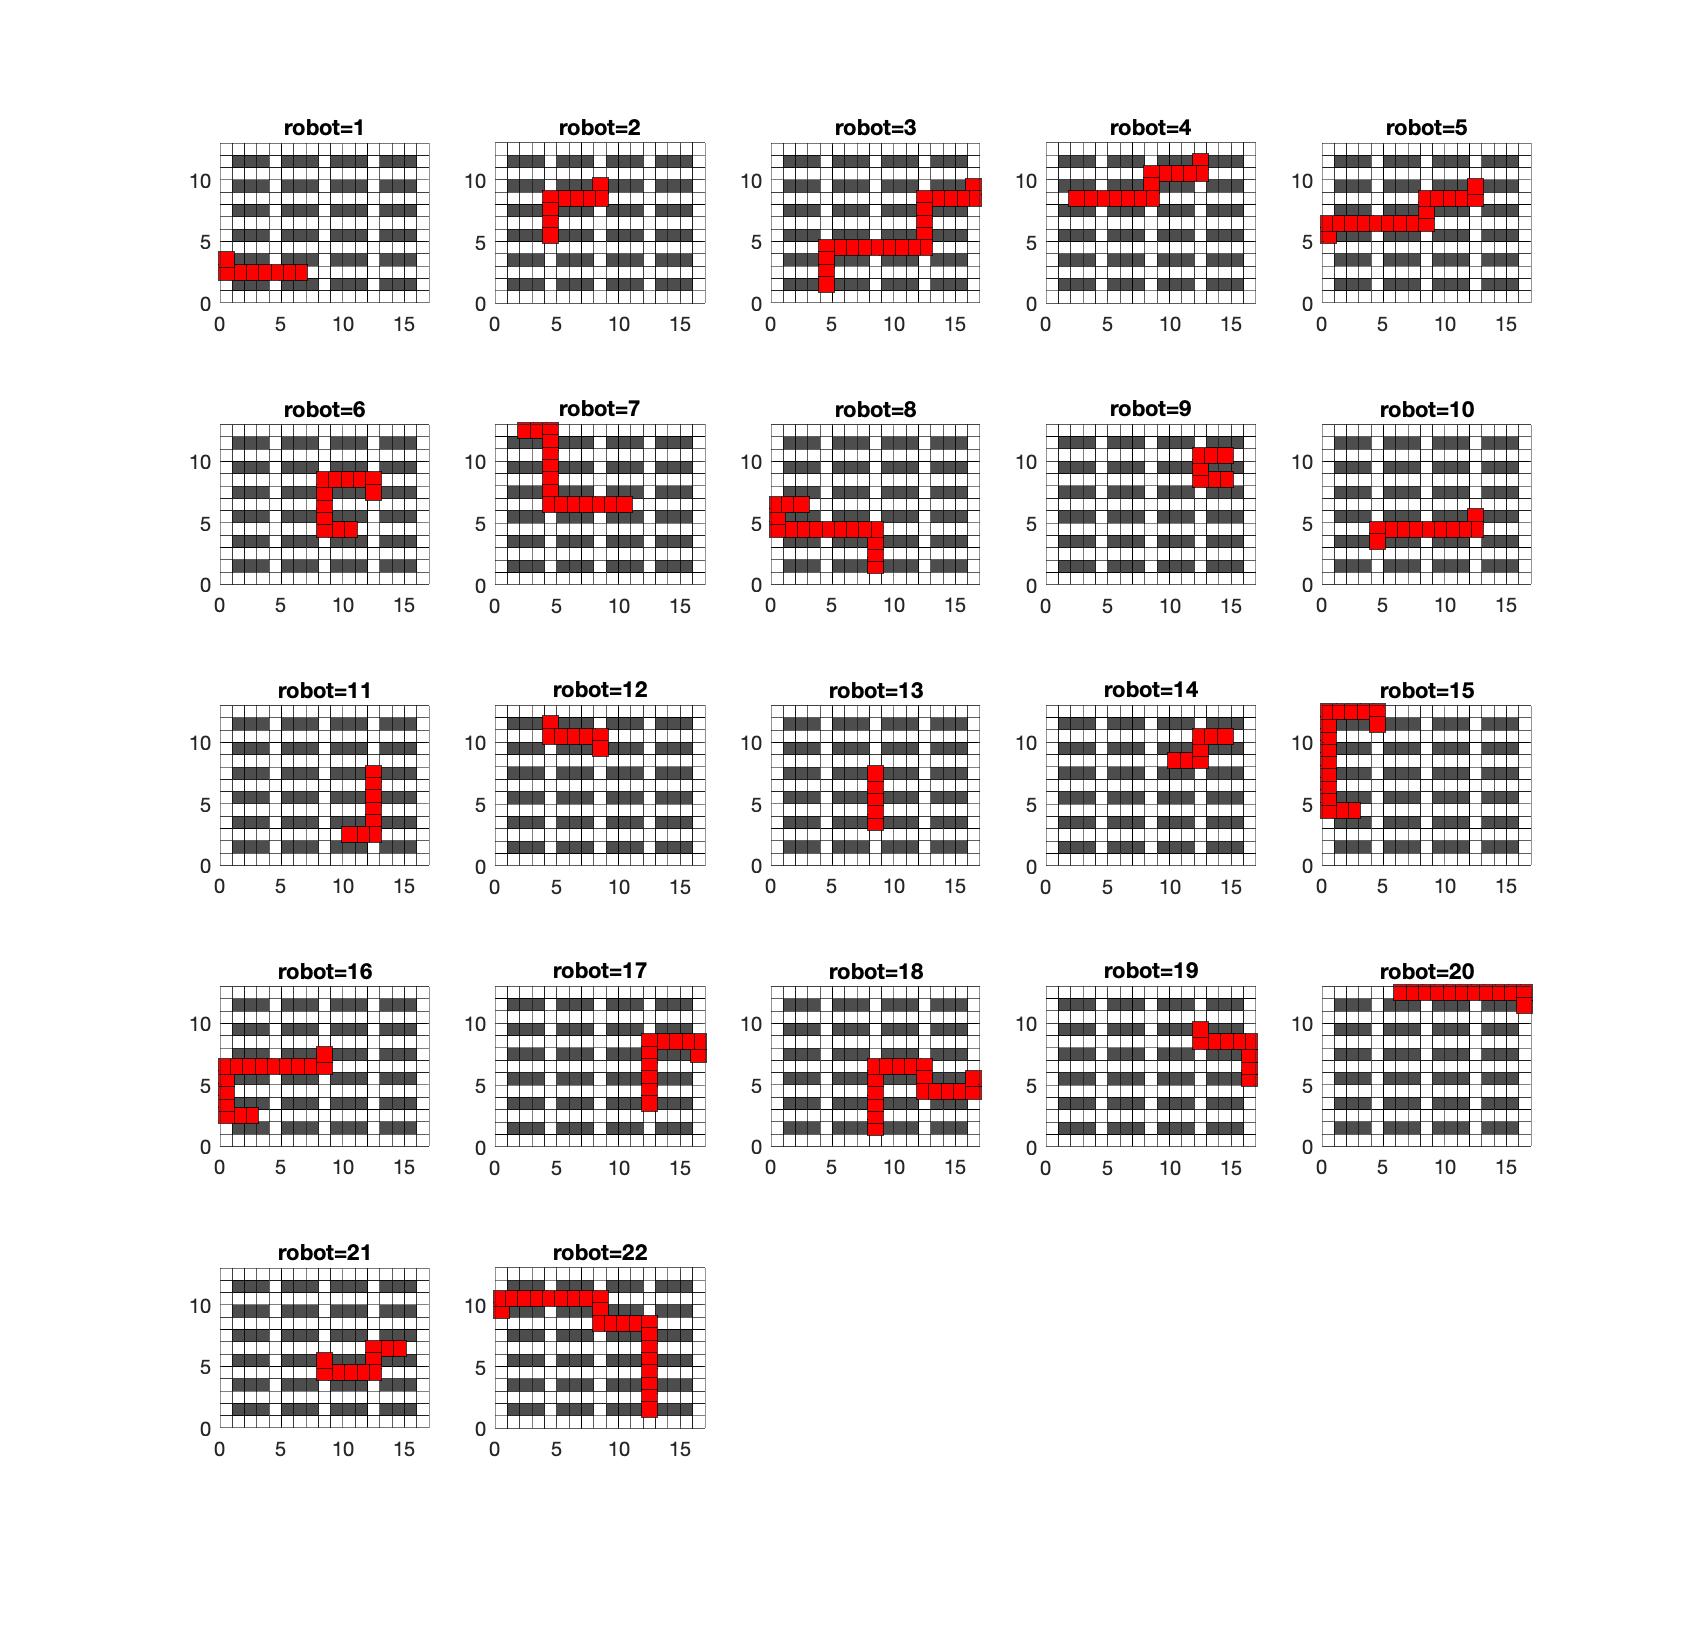 robot=1 robot=2 robot=3 robot=4 robot=5
10 10 10 10 10
5 5 5 5 5
0 0 0 0 0
0 5 10 15 0 5 10 15 0 5 10 15 0 5 10 15 0 5 10 15
robot=6 robot=7 robot=8 robot=9 robot=10
10 10 10 10 10
5 5 5 5 5
0 0 0 0 0
0 5 10 15 0 5 10 15 0 5 10 15 0 5 10 15 0 5 10 15
robot=11 robot=12 robot=13 robot=14 robot=15
10 10 10 10 10
5 5 5 5 5
0 0 0 0 0
0 5 10 15 0 5 10 15 0 5 10 15 0 5 10 15 0 5 10 15
robot=16 robot=17 robot=18 robot=19 robot=20
10 10 10 10 10
5 5 5 5 5
0 0 0 0 0
0 5 10 15 0 5 10 15 0 5 10 15 0 5 10 15 0 5 10 15
robot=21 robot=22
10 10
5 5
0 0
0 5 10 15 0 5 10 15